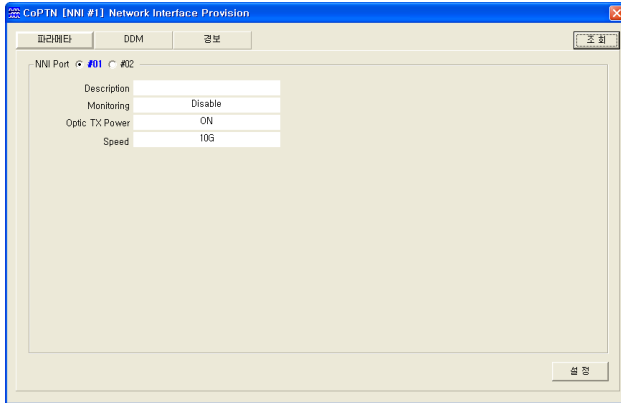 CoPTN [NNI #1] Network Interface Provision
파라메타 DDM 경보 조 회
NNI Port #01 #02
Description
Monitoring Disable
Optic TX Power ON
Speed 10G
설 정